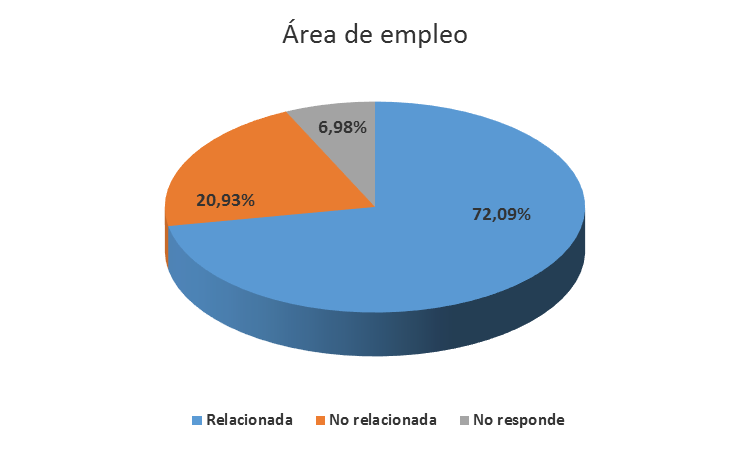 Área de empleo
6,98%
20,93%
72,09%
Relacionada No relacionada No responde